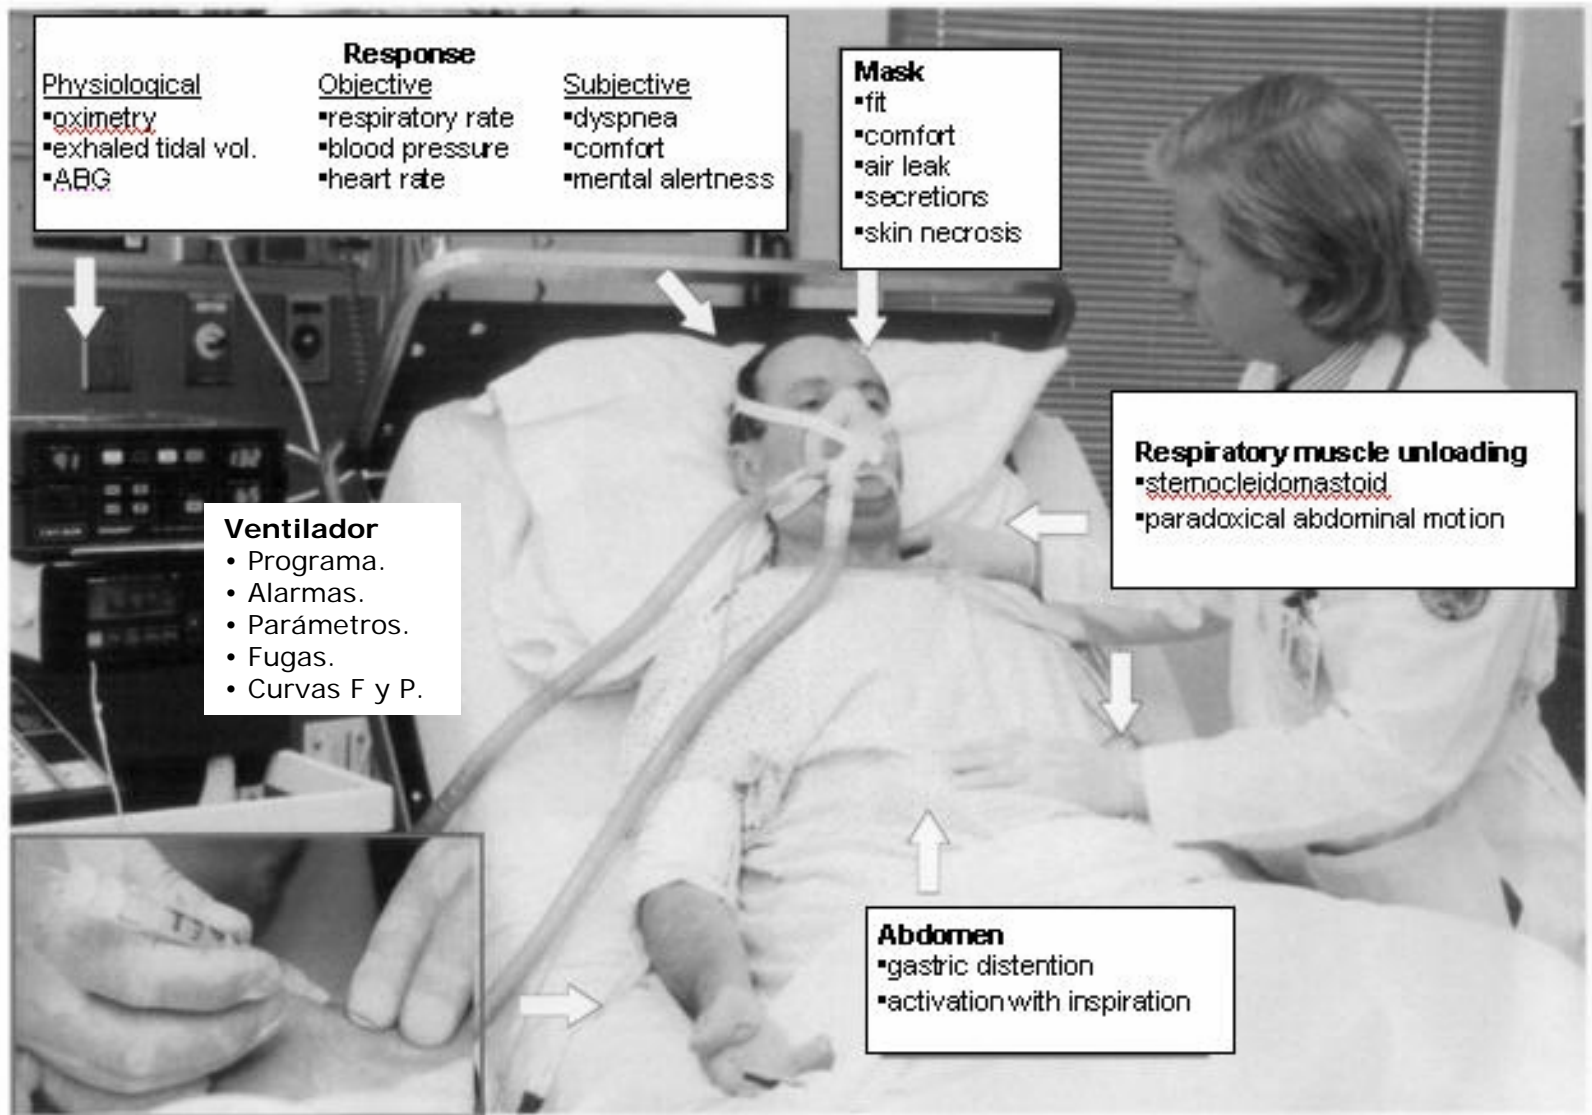 Response
Physiological
▪oximetry
▪exhaled tidal vol.
▪ABG
Objective
▪respiratory rate
▪blood pressure
▪heart rate
Subjective
▪dyspnea
▪comfort
▪mental alertness
Mask
▪fit
▪comfort
▪air leak
▪secretions
▪skin necrosis
Respiratory muscle unloading
▪sternocleidomastoid
▪paradoxical abdominal motion
Ventilador
• Programa.
• Alarmas.
• Parámetros.
• Fugas.
• Curvas F y P.
Abdomen
▪gastric distention
▪activation with inspiration